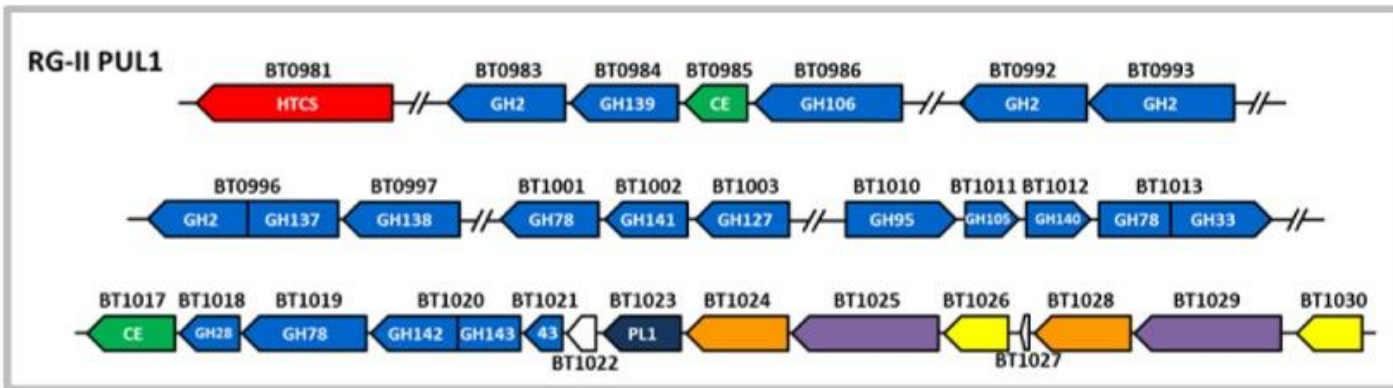 RG-II PUL1
BT0981 BT0983 BT0984 BT0985 BT0986 BT0992 BT0993
HTCS GH2 GH139 CE GH106 GH2 GH2
BT0996 BT0997 BT1001 BT1002 BT1003 BT1010 BT1011 BT1012 BT1013
GH2 GH137 GH138 GH78 GH141 GH127 GH95 GH105 GH140 GH78 GH33
BT1017 BT1018 BT1019 BT1020 BT1021 BT1023 BT1024 BT1025 BT1026 BT1028 BT1029 BT1030
CE GH28 GH78 GH142 GH143 43 PL1
BT1022 BT1027